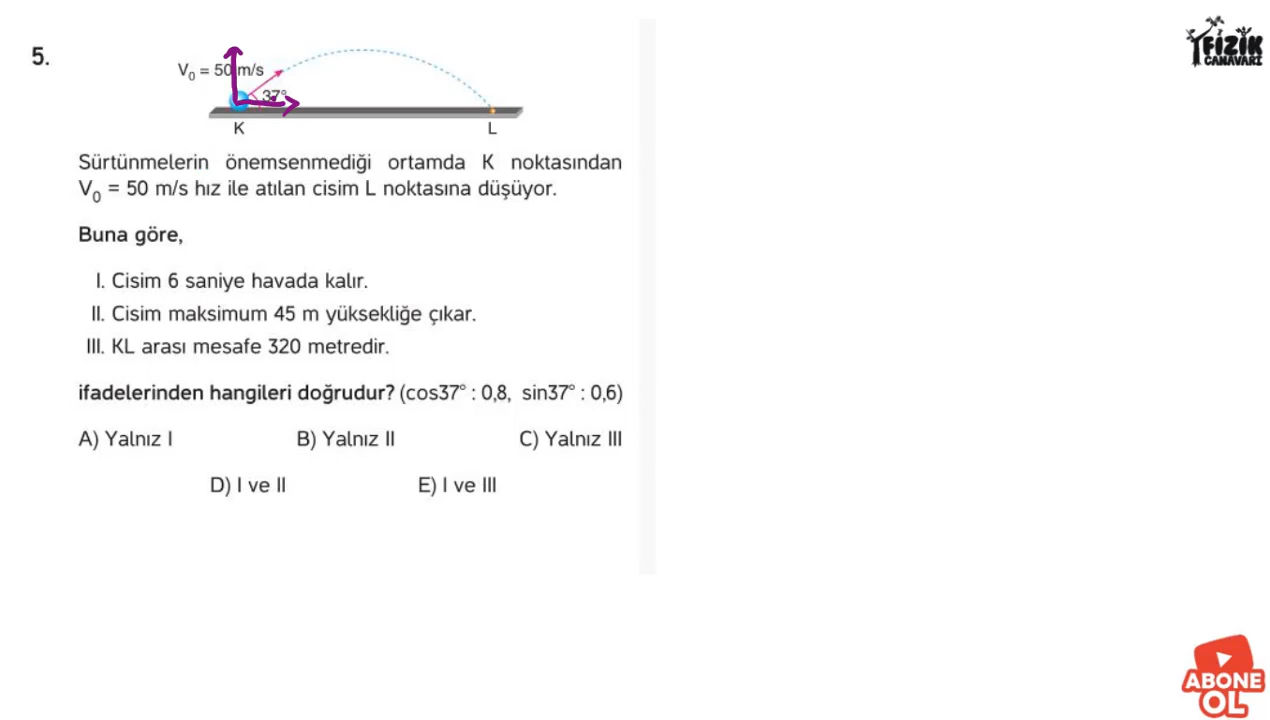 FİZİK
CANAVARI
5.
V₀ = 50 m/s
37°
K L
Sürtünmelerin önemsenmediği ortamda K noktasından
V₀ = 50 m/s hız ile atılan cisim L noktasına düşüyor.
Buna göre,
I. Cisim 6 saniye havada kalır.
II. Cisim maksimum 45 m yüksekliğe çıkar.
III. KL arası mesafe 320 metredir.
ifadelerinden hangileri doğrudur? (cos37° : 0,8, sin37° : 0,6)
A) Yalnız I B) Yalnız II C) Yalnız III
D) I ve II E) I ve III
ABONE
OL